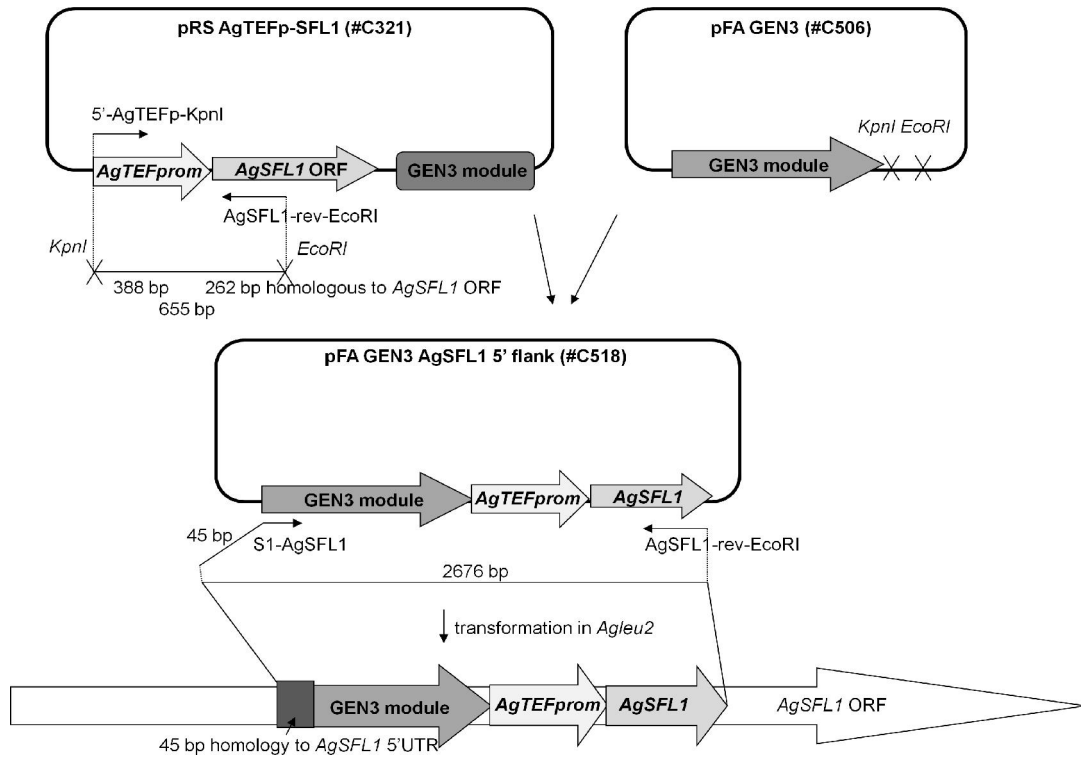 pRS AgTEFp-SFL1 (#C321)
pFA GEN3 (#C506)
5'-AgTEFp-KpnI
KpnI EcoRI
AgTEFprom
AgSFL1 ORF
GEN3 module
GEN3 module
AgSFL1-rev-EcoRI
KpnI
EcoRI
388 bp
262 bp homologous to AgSFL1 ORF
655 bp
pFA GEN3 AgSFL1 5' flank (#C518)
GEN3 module
AgTEFprom
AgSFL1
45 bp
S1-AgSFL1
AgSFL1-rev-EcoRI
2676 bp
transformation in Agleu2
GEN3 module
AgTEFprom
AgSFL1
AgSFL1 ORF
45 bp homology to AgSFL1 5'UTR